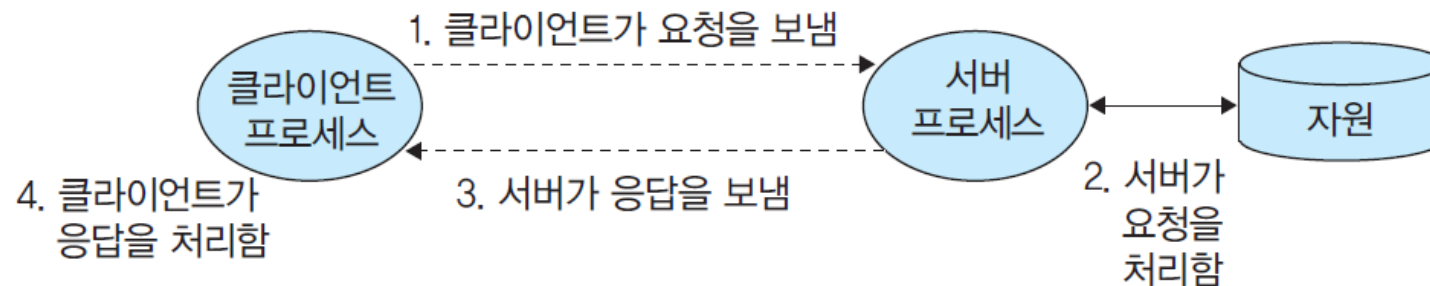 1. 클라이언트가 요청을 보냄
클라이언트
프로세스
서버
프로세스
자원
3. 서버가 응답을 보냄
2. 서버가
요청을
처리함
4. 클라이언트가
응답을 처리함